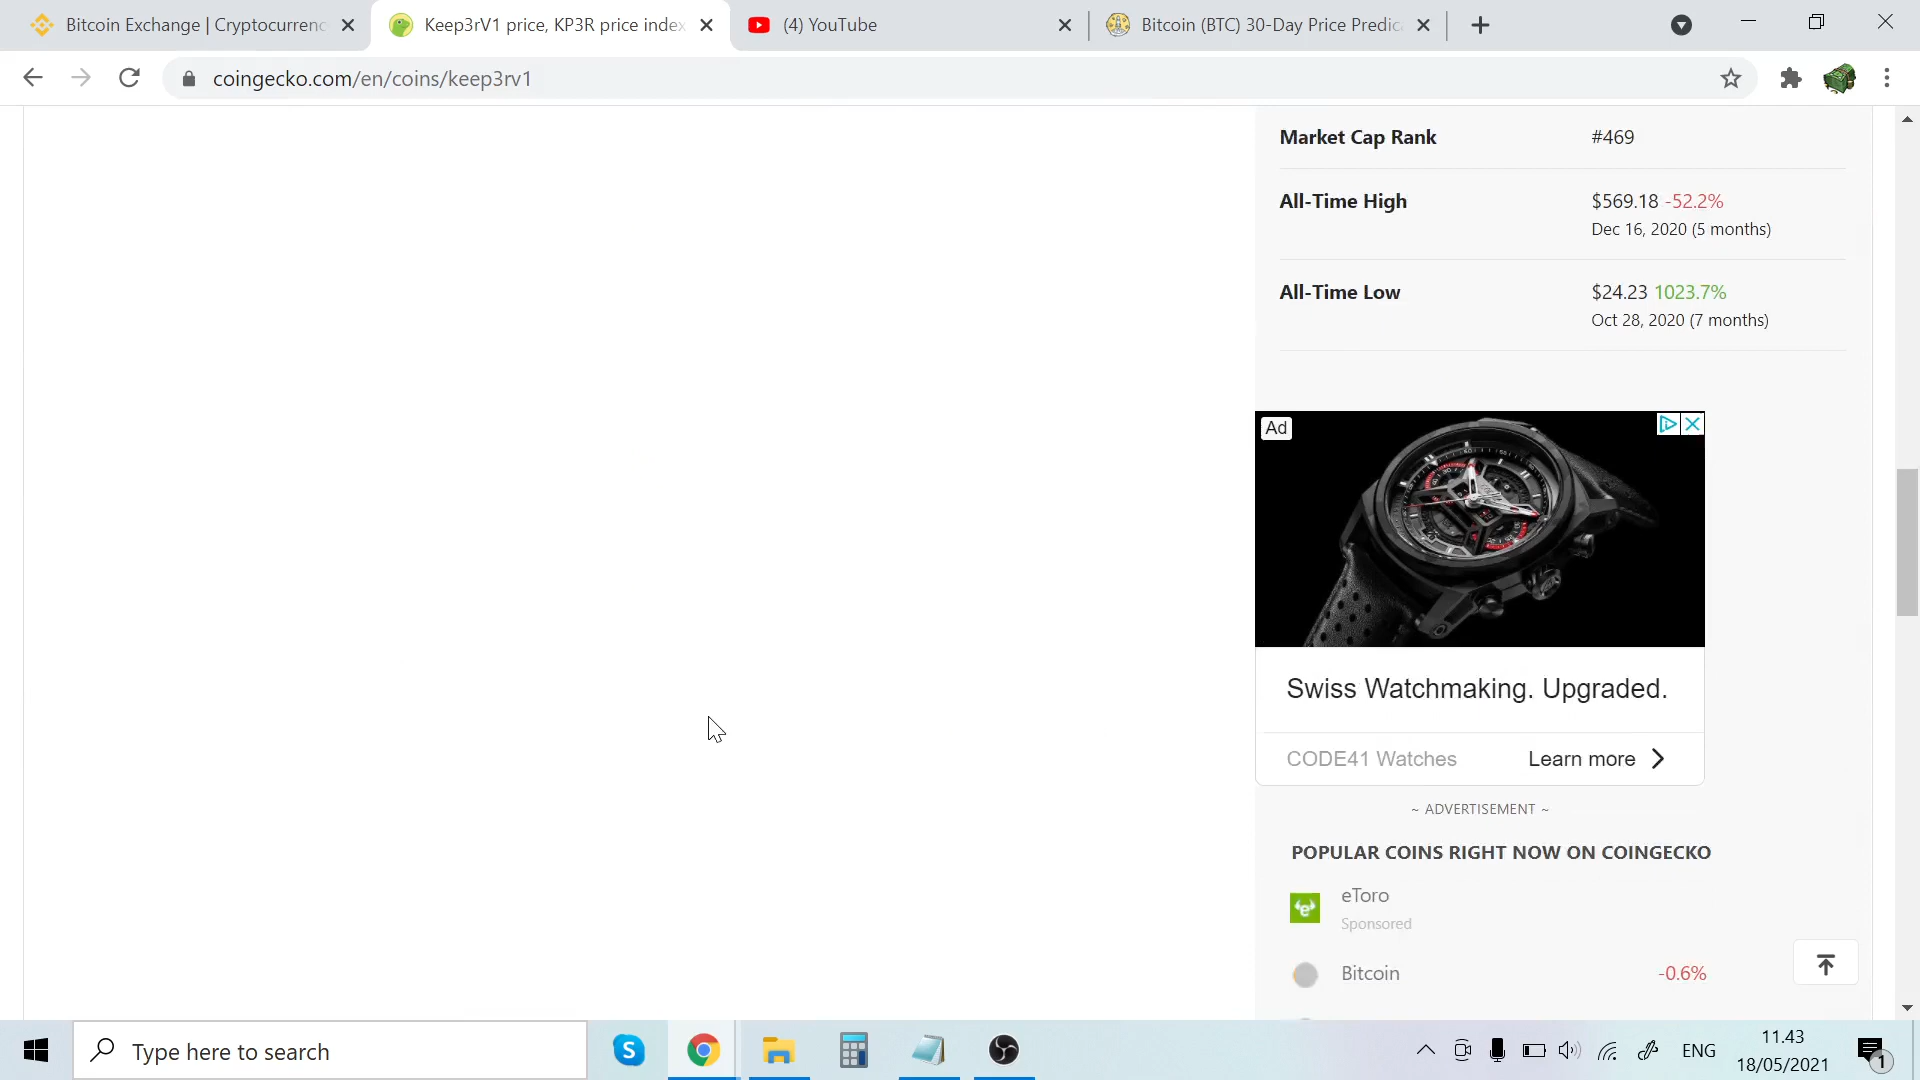 Bitcoin Exchange | Cryptocurrenc
Keep3rV1 price, KP3R price index
(4) YouTube
Bitcoin (BTC) 30-Day Price Predic
coingecko.com/en/coins/keep3rv1
Market Cap Rank #469
All-Time High $569.18 -52.2%
Dec 16, 2020 (5 months)
All-Time Low $24.23 1023.7%
Oct 28, 2020 (7 months)
Ad
Swiss Watchmaking. Upgraded.
CODE41 Watches Learn more
~ ADVERTISEMENT ~
POPULAR COINS RIGHT NOW ON COINGECKO
eToro
Sponsored
Bitcoin -0.6%
Type here to search
ENG
11.43
18/05/2021
1